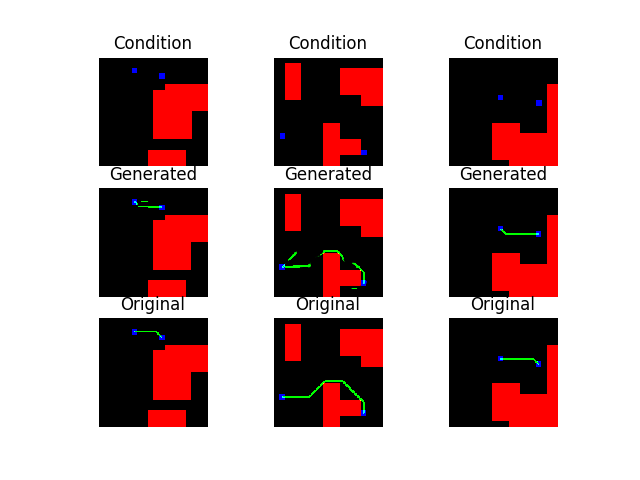 Condition
Condition
Condition
Generated
Generated
Generated
Original
Original
Original